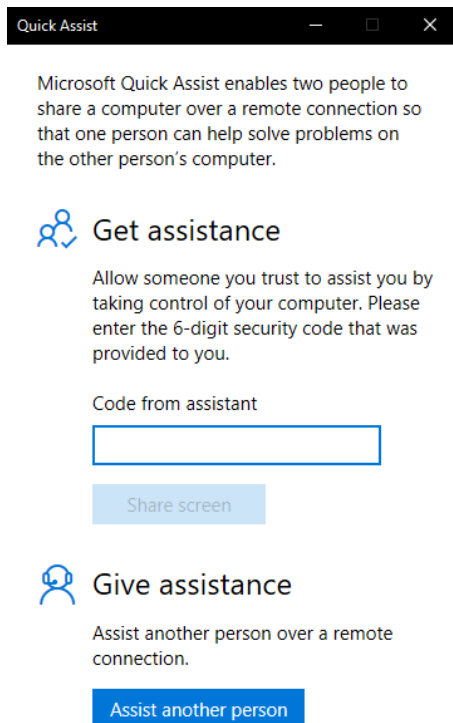 Quick Assist
Microsoft Quick Assist enables two people to
share a computer over a remote connection so
that one person can help solve problems on
the other person's computer.
Get assistance
Allow someone you trust to assist you by
taking control of your computer. Please
enter the 6-digit security code that was
provided to you.
Code from assistant
Share screen
Give assistance
Assist another person over a remote
connection.
Assist another person